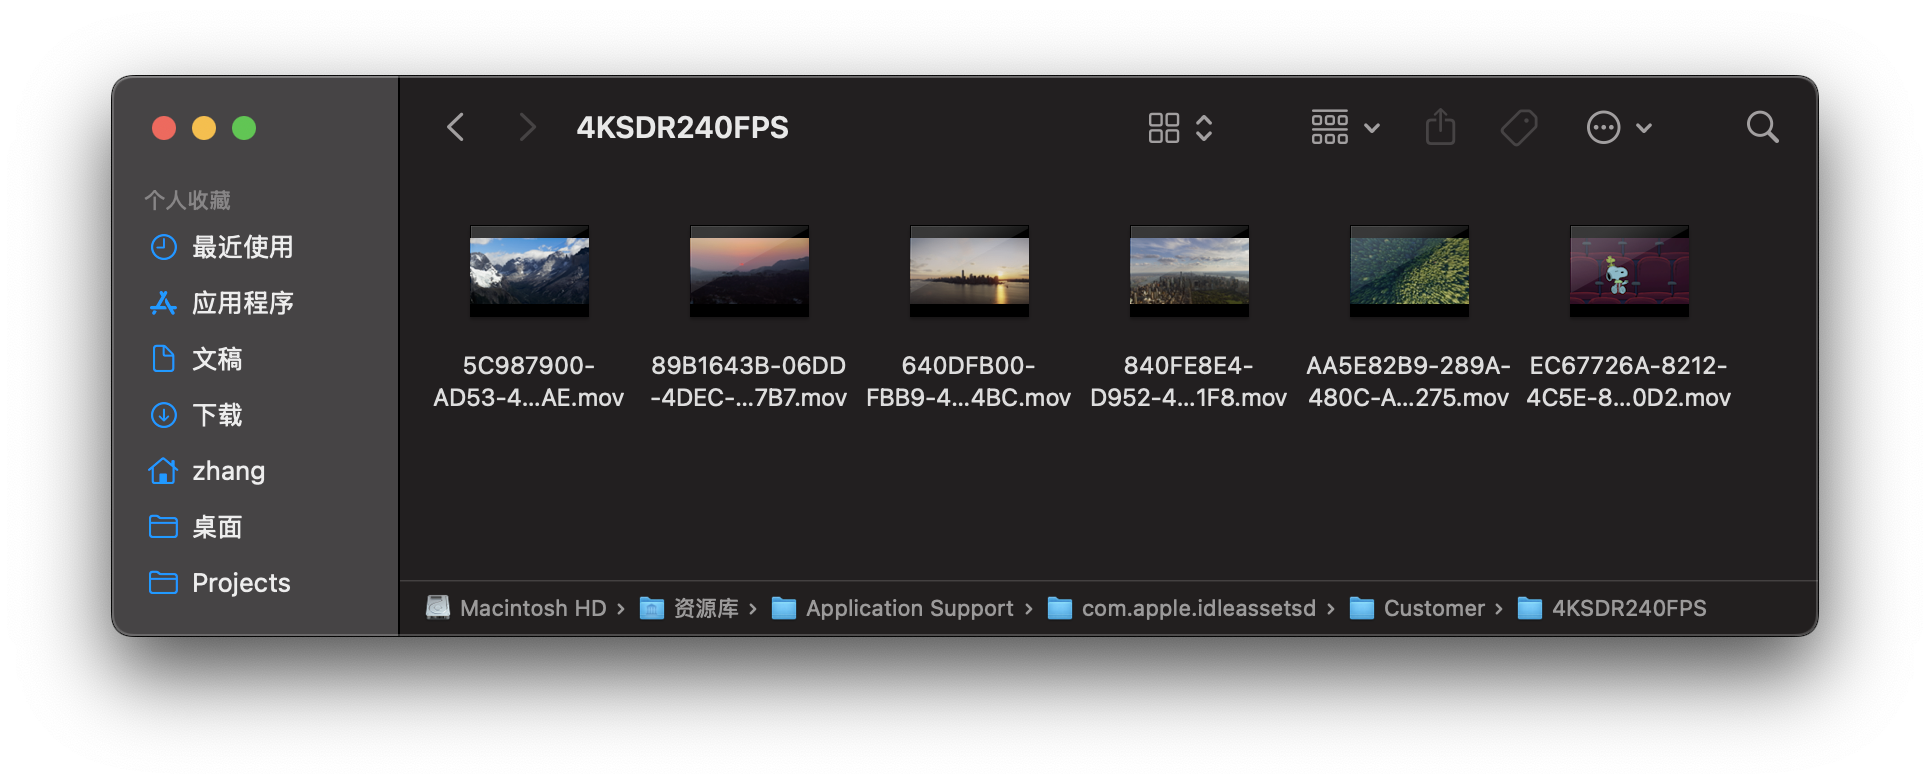 4KSDR240FPS
个人收藏
最近使用
应用程序
文稿
下载
zhang
桌面
Projects
5C987900-
AD53-4...AE.mov
89B1643B-06DD
-4DEC-...7B7.mov
640DFB00-
FBB9-4...4BC.mov
840FE8E4-
D952-4...1F8.mov
AA5E82B9-289A-
480C-A...275.mov
EC67726A-8212-
4C5E-8...0D2.mov
Macintosh HD › 资源库 › Application Support › com.apple.idleassetsd › Customer › 4KSDR240FPS